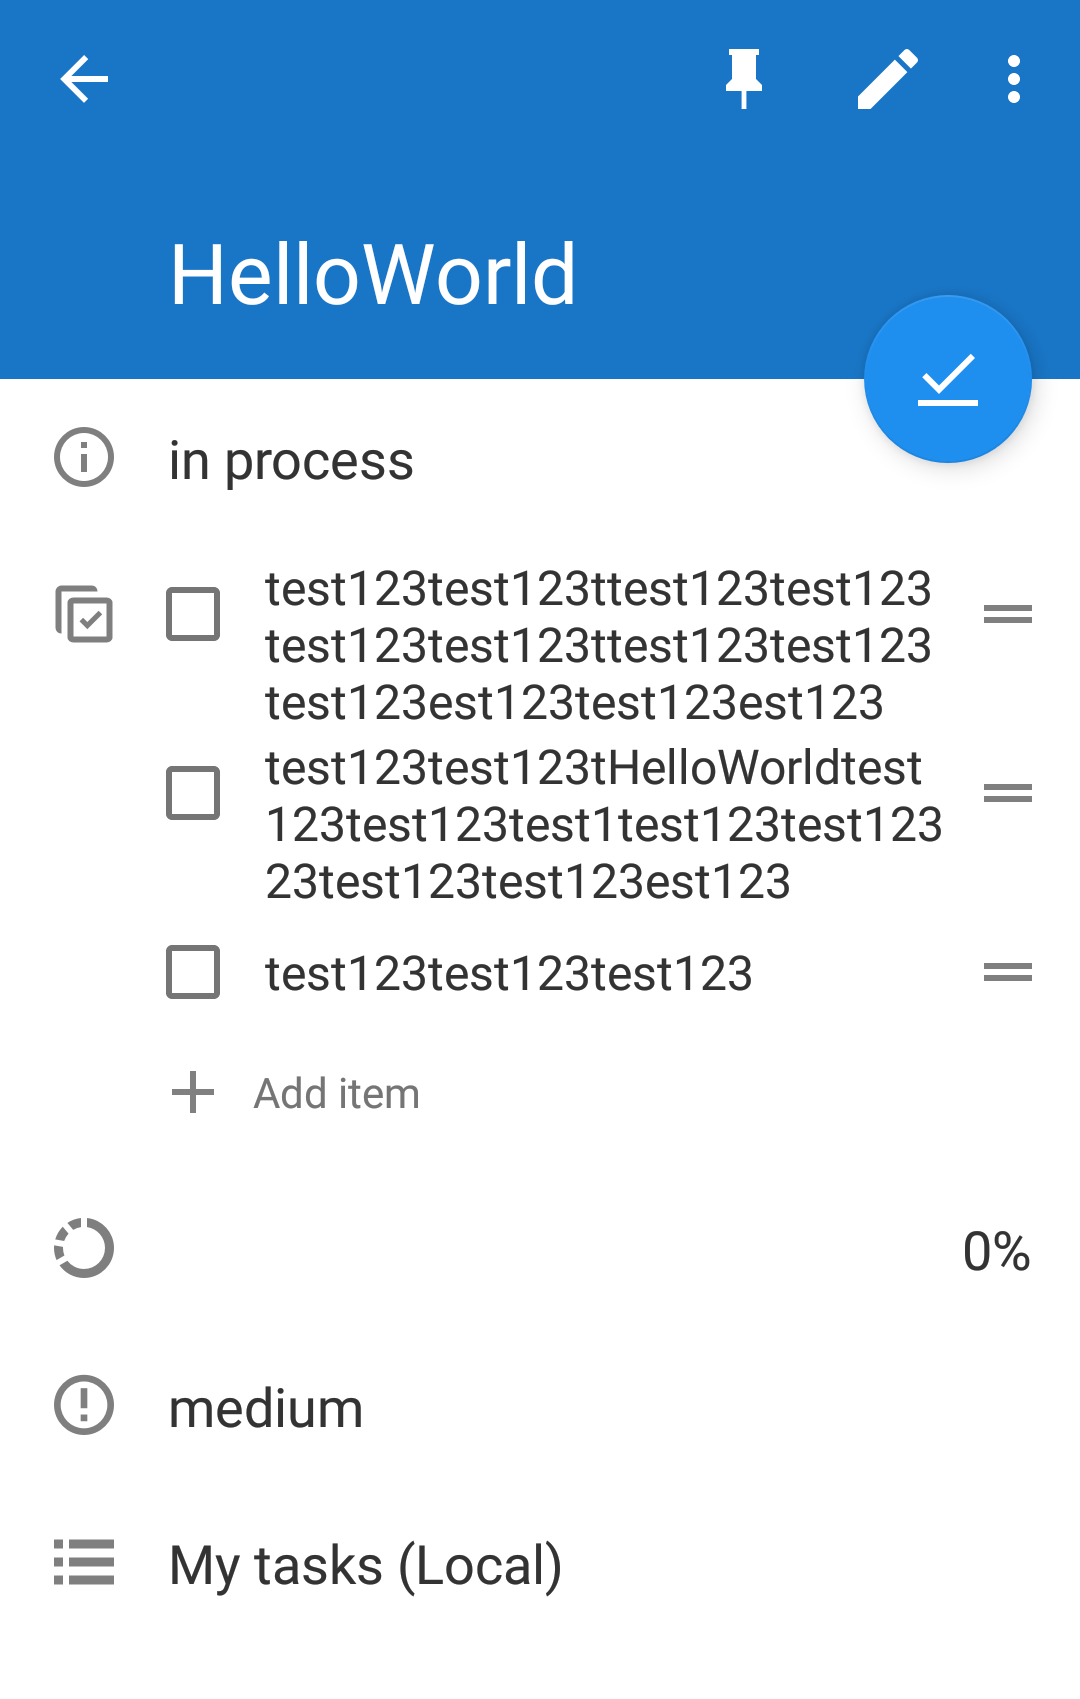 HelloWorld
in process
test123test123ttest123test123
test123test123ttest123test123
test123est123test123est123
test123test123tHelloWorldtest
123test123test1test123test123
23test123test123est123
test123test123test123
Add item
0%
medium
My tasks (Local)